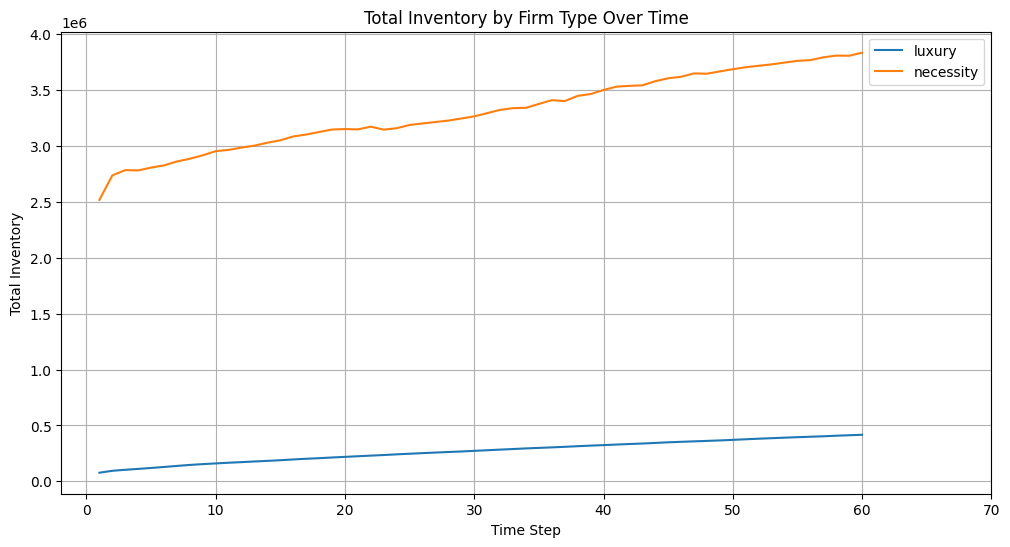 Total Inventory by Firm Type Over Time
1e6
4.0
3.5
3.0
2.5
2.0
1.5
1.0
0.5
0.0
Total Inventory
luxury
necessity
0 10 20 30 40 50 60 70
Time Step